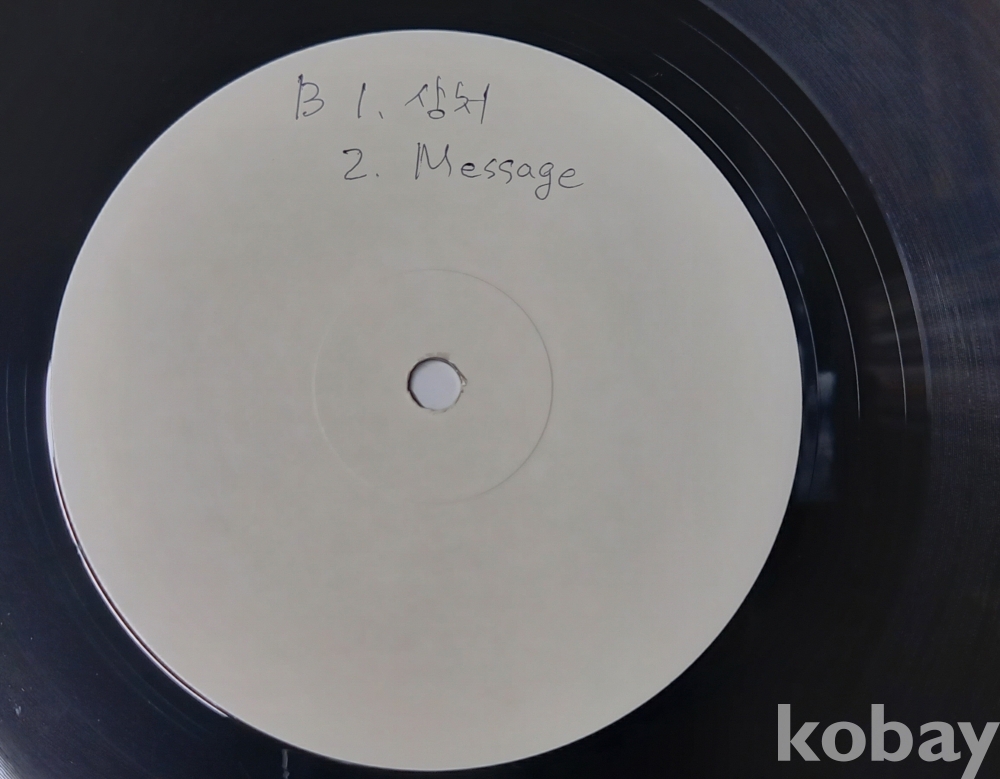 B 1. 상처
2. Message
kobay